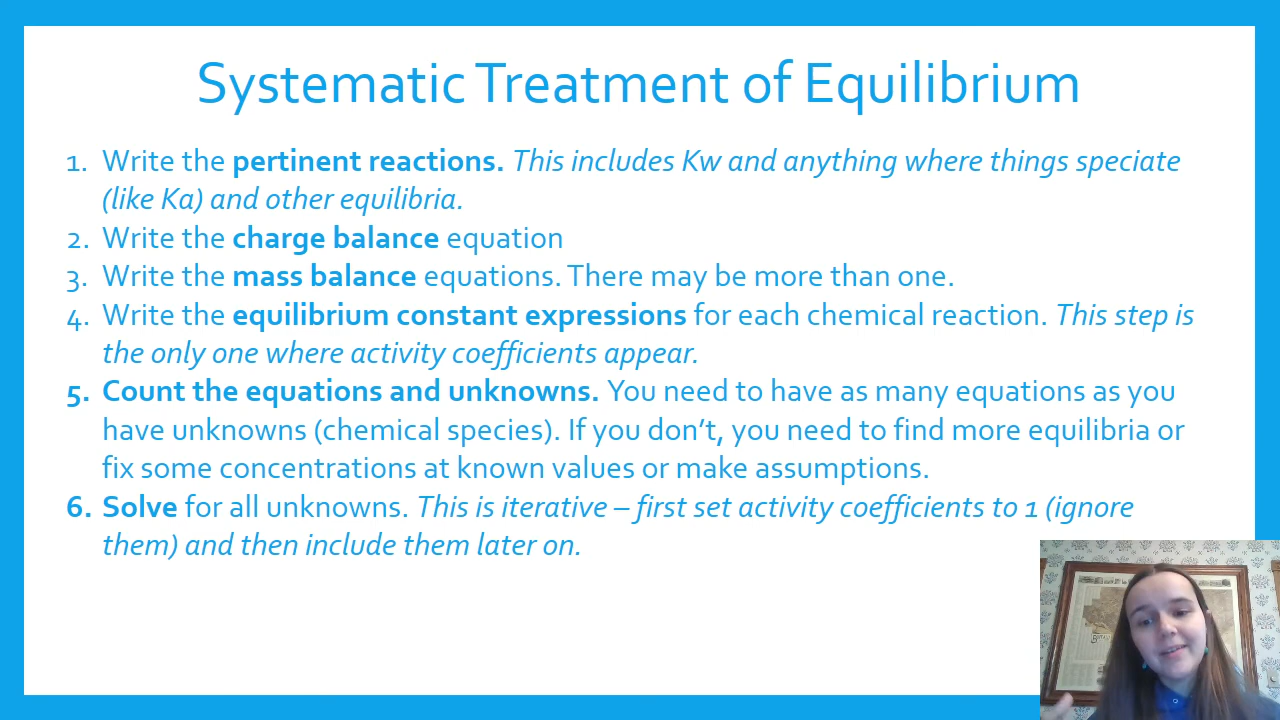 Systematic Treatment of Equilibrium
1. Write the pertinent reactions. This includes Kw and anything where things speciate
(like Ka) and other equilibria.
2. Write the charge balance equation
3. Write the mass balance equations. There may be more than one.
4. Write the equilibrium constant expressions for each chemical reaction. This step is
the only one where activity coefficients appear.
5. Count the equations and unknowns. You need to have as many equations as you
have unknowns (chemical species). If you don’t, you need to find more equilibria or
fix some concentrations at known values or make assumptions.
6. Solve for all unknowns. This is iterative – first set activity coefficients to 1 (ignore
them) and then include them later on.